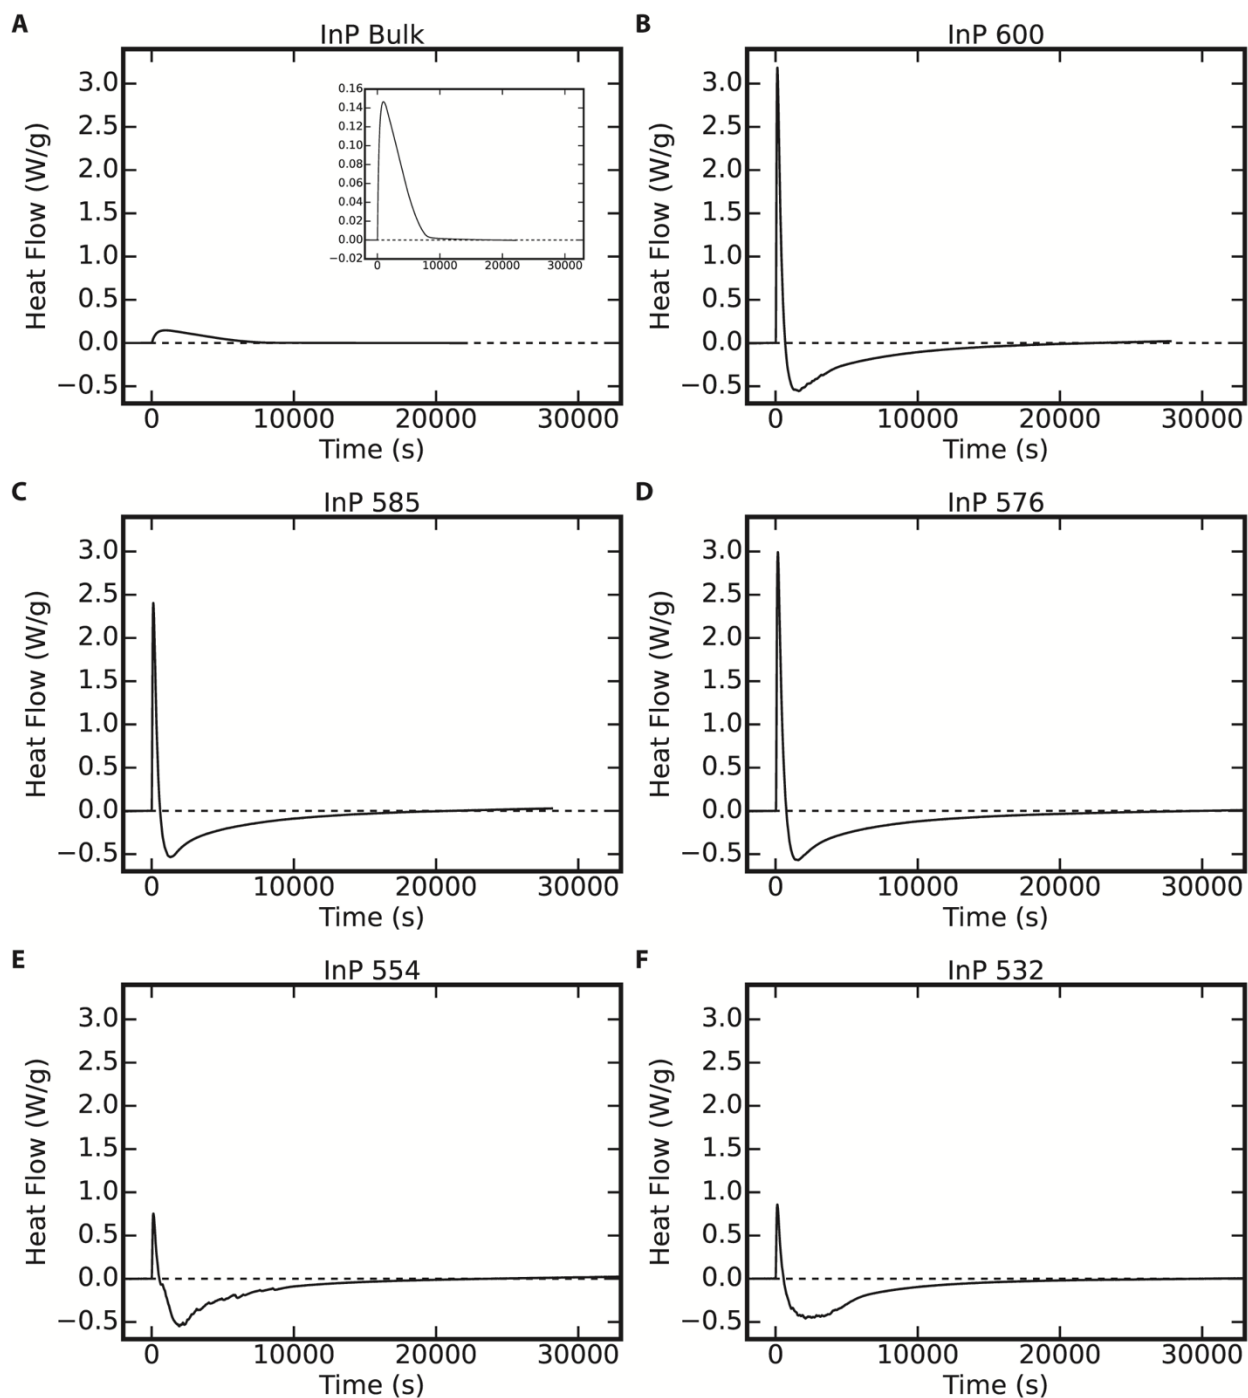 A
InP Bulk
Heat Flow (W/g)
3.0
2.5
2.0
1.5
1.0
0.5
0.0
−0.5
0.16
0.14
0.12
0.10
0.08
0.06
0.04
0.02
0.00
−0.02
0 10000 20000 30000
0 10000 20000 30000
Time (s)
B
InP 600
Heat Flow (W/g)
3.0
2.5
2.0
1.5
1.0
0.5
0.0
−0.5
0 10000 20000 30000
Time (s)
C
InP 585
Heat Flow (W/g)
3.0
2.5
2.0
1.5
1.0
0.5
0.0
−0.5
0 10000 20000 30000
Time (s)
D
InP 576
Heat Flow (W/g)
3.0
2.5
2.0
1.5
1.0
0.5
0.0
−0.5
0 10000 20000 30000
Time (s)
E
InP 554
Heat Flow (W/g)
3.0
2.5
2.0
1.5
1.0
0.5
0.0
−0.5
0 10000 20000 30000
Time (s)
F
InP 532
Heat Flow (W/g)
3.0
2.5
2.0
1.5
1.0
0.5
0.0
−0.5
0 10000 20000 30000
Time (s)